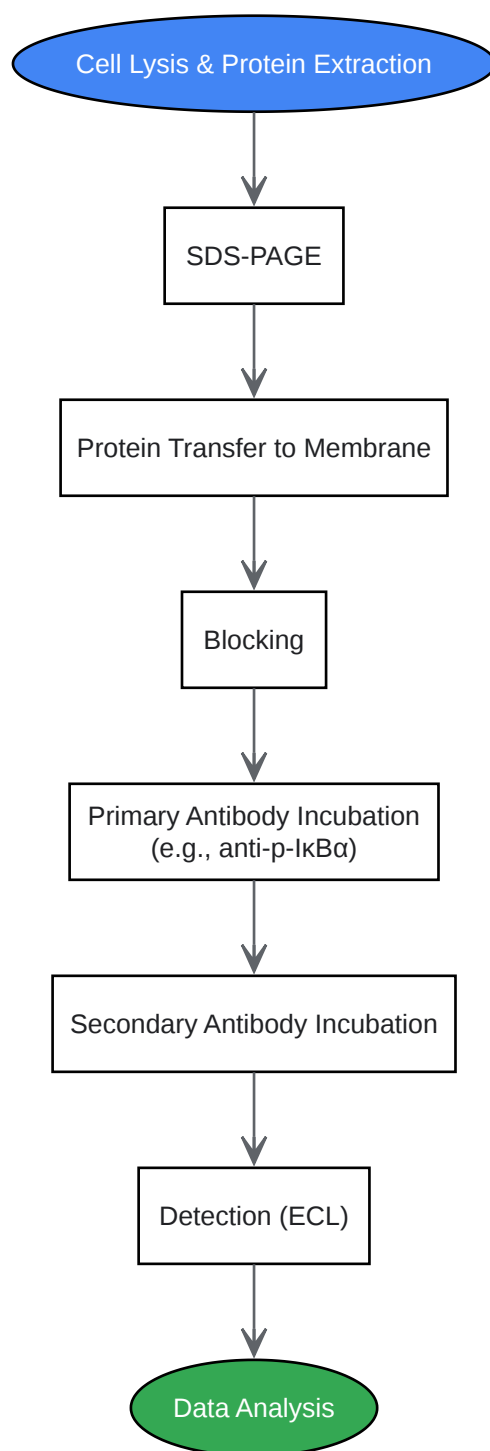 Cell Lysis & Protein Extraction
SDS-PAGE
Protein Transfer to Membrane
Blocking
Primary Antibody Incubation
(e.g., anti-p-IκBα)
Secondary Antibody Incubation
Detection (ECL)
Data Analysis